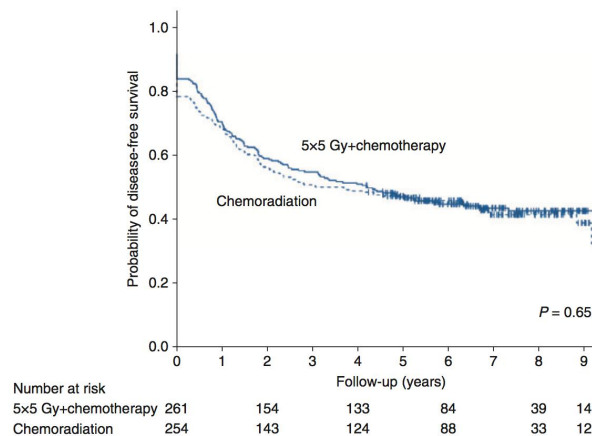 1.0
0.8
0.6
0.4
0.2
0.0
Probability of disease-free survival
5×5 Gy+chemotherapy
Chemoradiation
P = 0.65
0 1 2 3 4 5 6 7 8 9
Follow-up (years)
Number at risk
5×5 Gy+chemotherapy 261 154 133 84 39 14
Chemoradiation 254 143 124 88 33 12